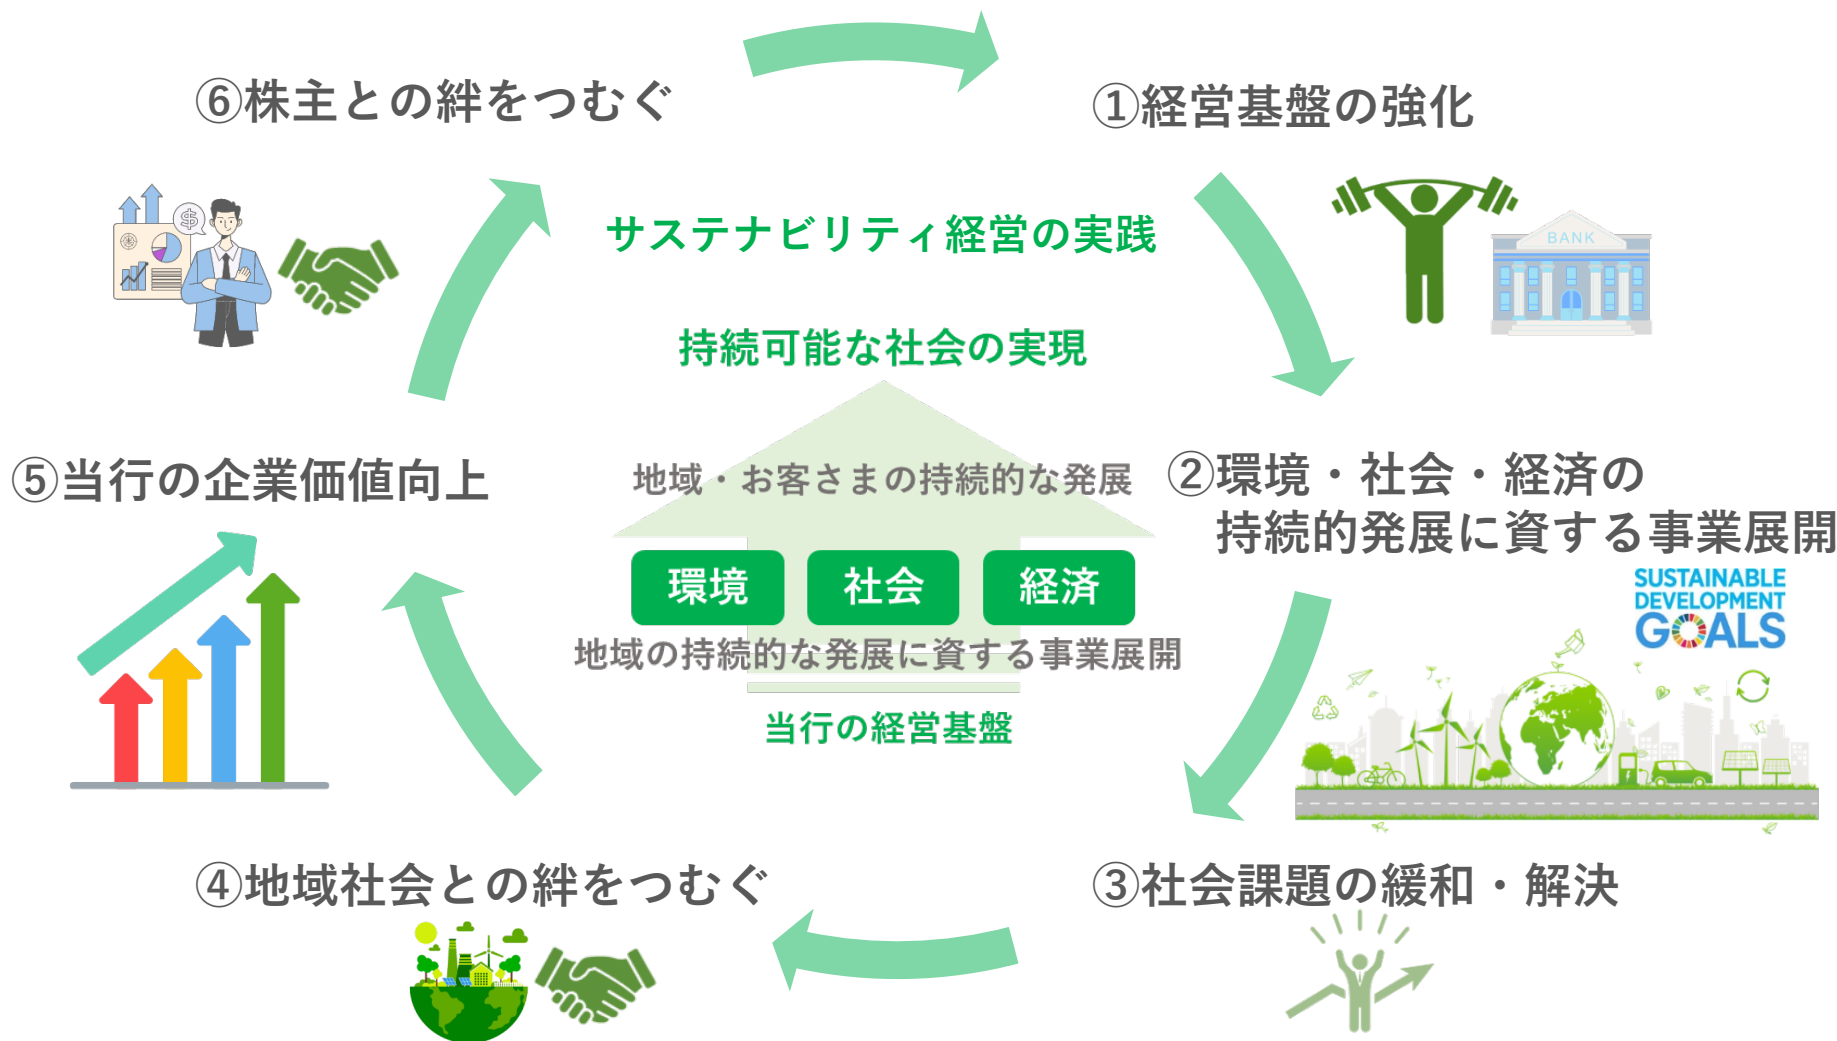 ⑥株主との絆をつむぐ
①経営基盤の強化
BANK
サステナビリティ経営の実践
持続可能な社会の実現
地域・お客さまの持続的な発展
環境
社会
経済
地域の持続的な発展に資する事業展開
当行の経営基盤
⑤当行の企業価値向上
②環境・社会・経済の
持続的発展に資する事業展開
SUSTAINABLE
DEVELOPMENT
GOALS
④地域社会との絆をつむぐ
③社会課題の緩和・解決